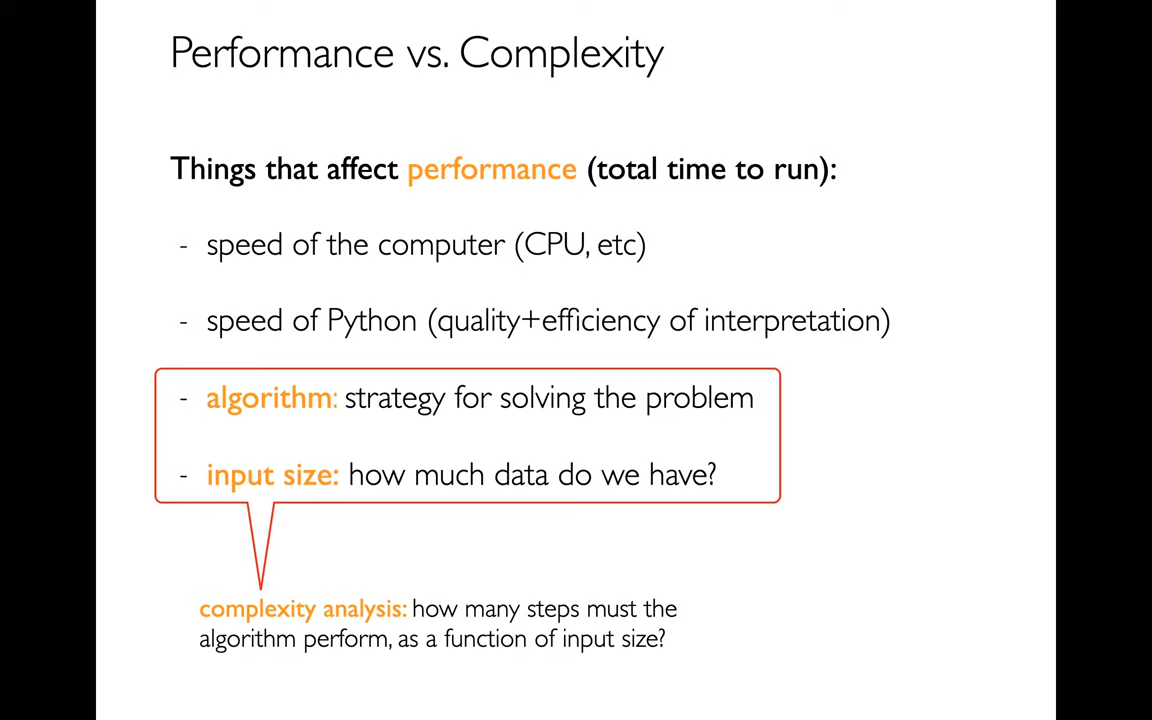 Performance vs. Complexity
Things that affect performance (total time to run):
- speed of the computer (CPU, etc)
- speed of Python (quality+efficiency of interpretation)
- algorithm: strategy for solving the problem
- input size: how much data do we have?
complexity analysis: how many steps must the
algorithm perform, as a function of input size?